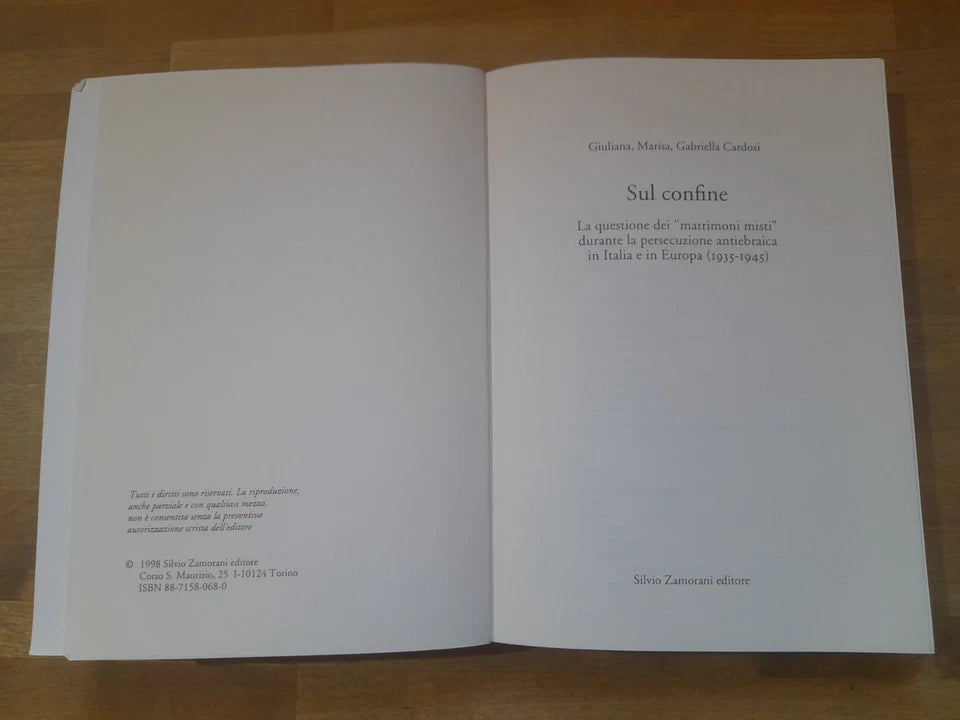 Tutti i diritti sono riservati. La riproduzione,
anche parziale e con qualsiasi mezzo,
non è consentita senza la preventiva
autorizzazione scritta dell'editore
© 1998 Silvio Zamorani editore
Corso S. Maurizio, 25 I-10124 Torino
ISBN 88-7158-068-0
Giuliana, Marisa, Gabriella Cardosi
Sul confine
La questione dei "matrimoni misti"
durante la persecuzione antiebraica
in Italia e in Europa (1935-1945)
Silvio Zamorani editore